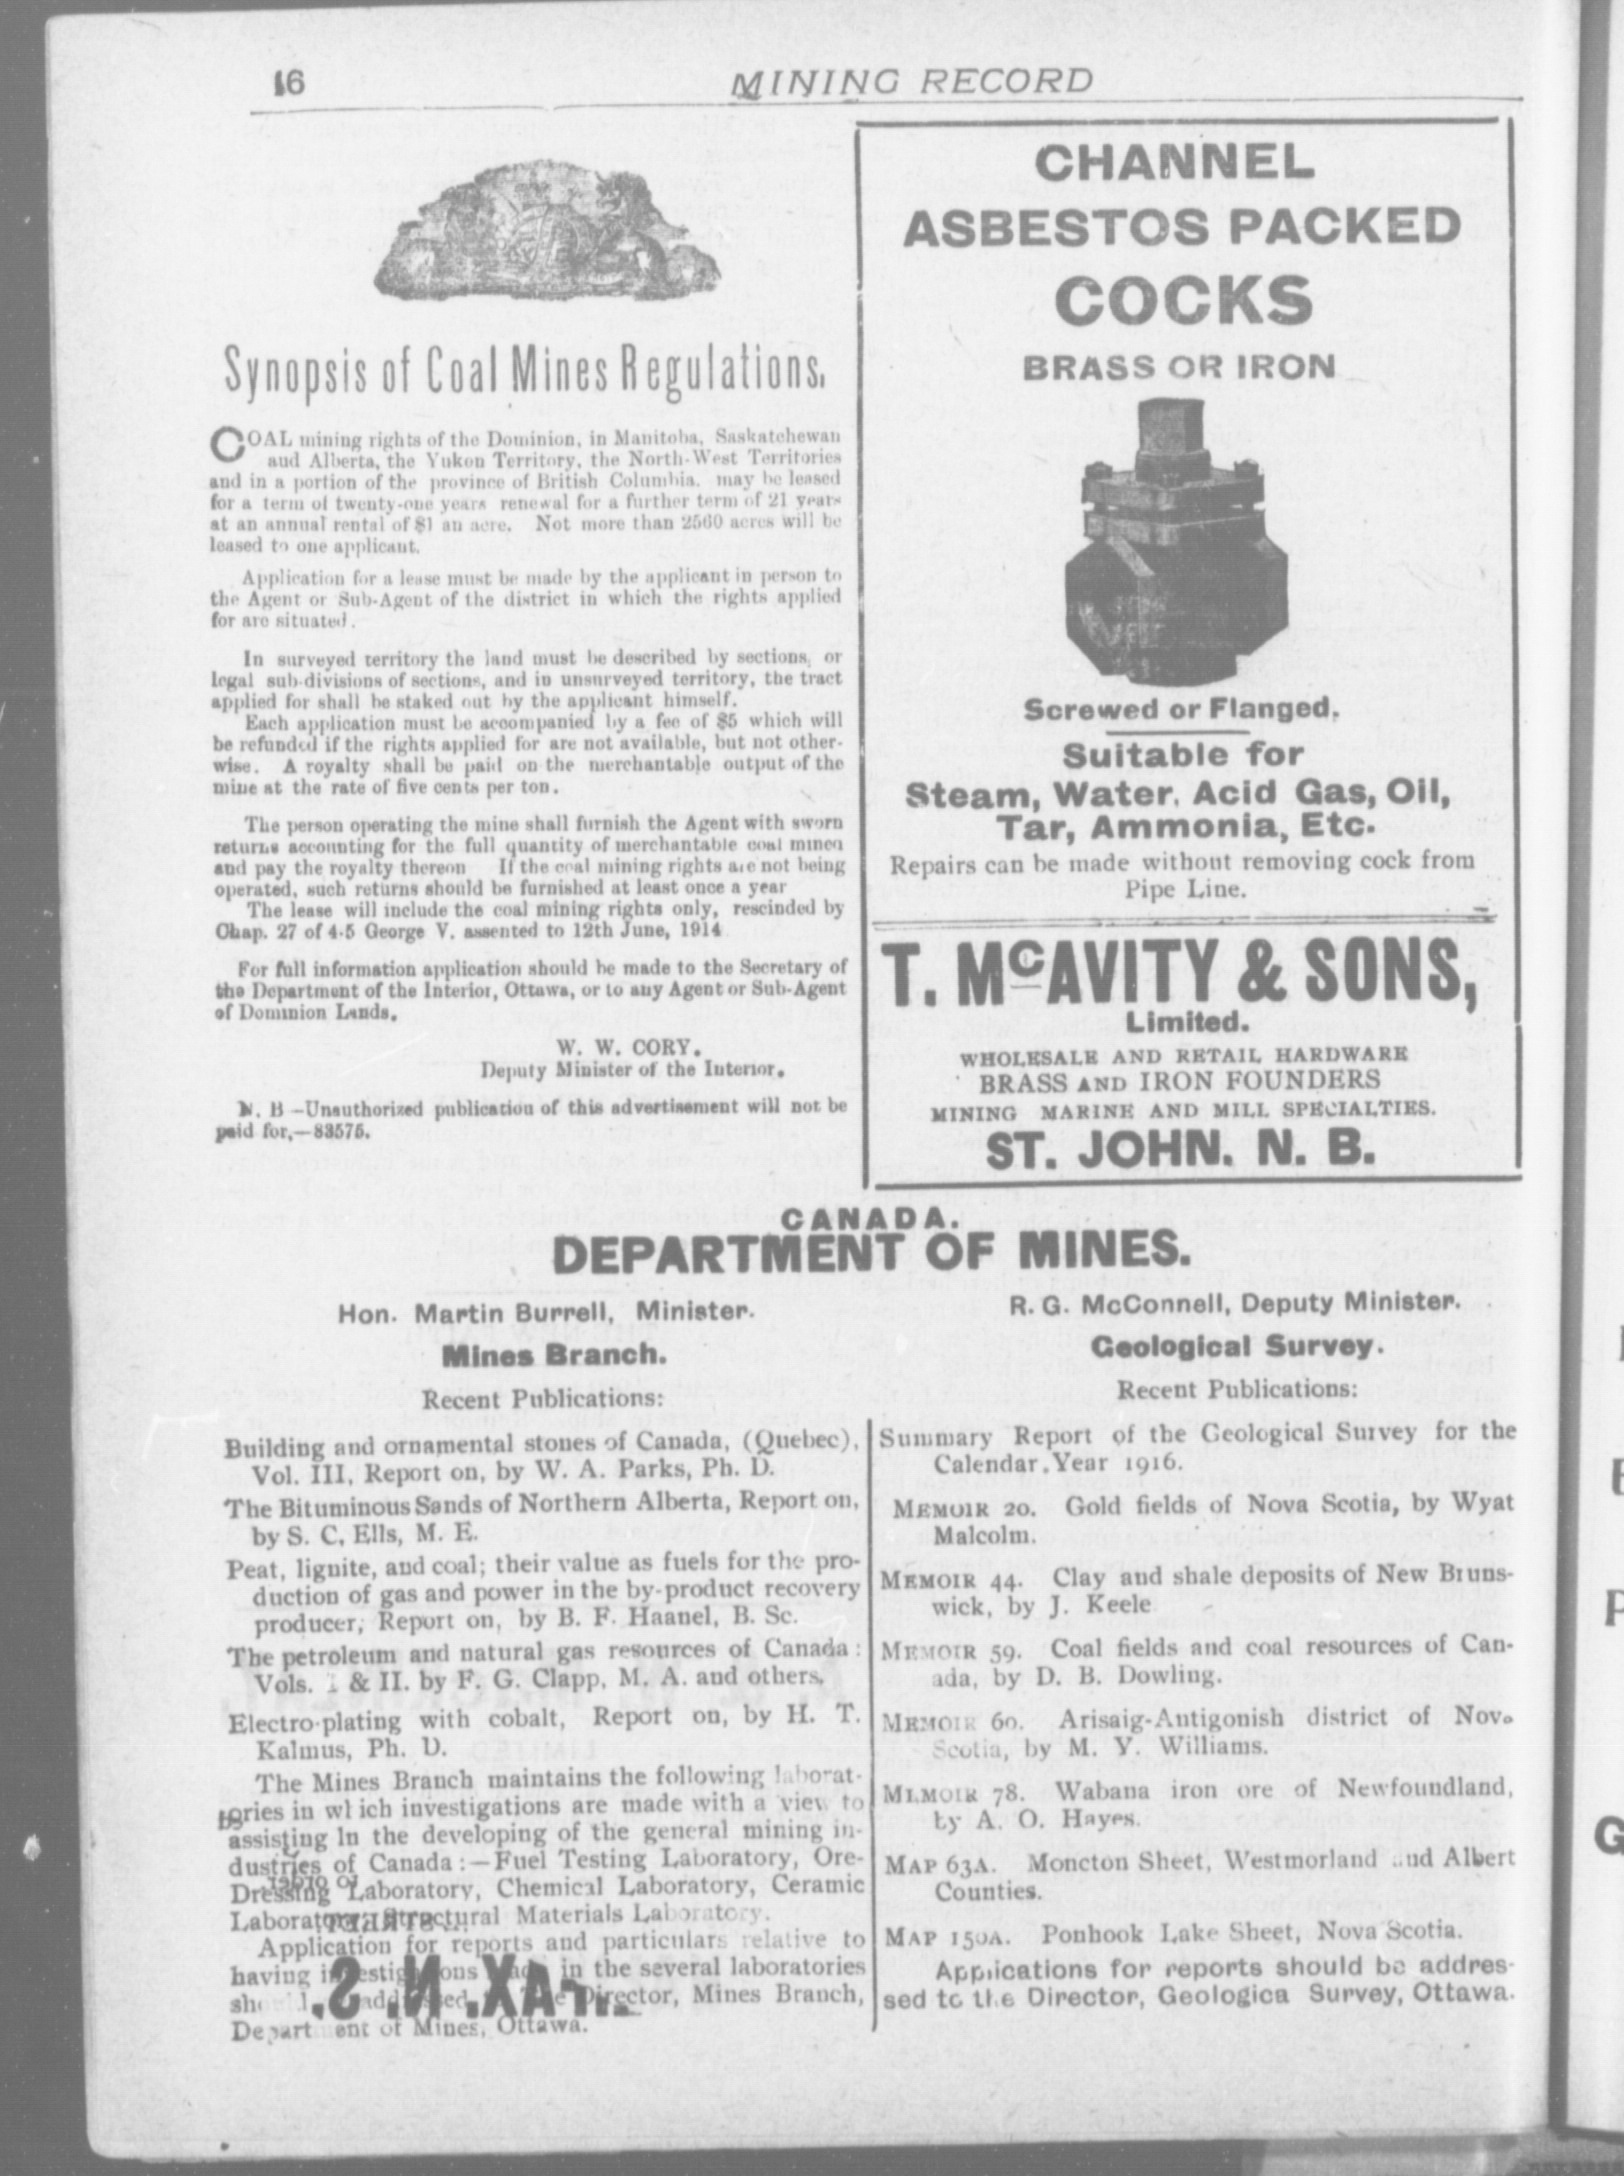 16
MINING RECORD
Synopsis of Coal Mines Regulations.
COAL mining rights of the Dominion, in Manitoba, Saskatchewan
aud Alberta, the Yukon Territory, the North-West Territories
and in a portion of the province of British Columbia. may be leased
for a term of twenty-one years renewal for a further term of 21 years
at an annual rental of $1 an acre. Not more than 2560 acres will be
leased to one applicant.
Application for a lease must be made by the applicant in person to
the Agent or Sub-Agent of the district in which the rights applied
for are situated.
In surveyed territory the land must be described by sections, or
legal sub-divisions of sections, and in unsurveyed territory, the tract
applied for shall be staked out by the applicant himself.
Each application must be accompanied by a fee of $5 which will
be refunded if the rights applied for are not available, but not other-
wise. A royalty shall be paid on the merchantable output of the
mine at the rate of five cents per ton.
The person operating the mine shall furnish the Agent with sworn
returns accounting for the full quantity of merchantable coal mined
and pay the royalty thereon If the coal mining rights are not being
operated, such returns should be furnished at least once a year
The lease will include the coal mining rights only, rescinded by
Chap. 27 of 4-5 George V. assented to 12th June, 1914
For full information application should be made to the Secretary of
the Department of the Interior, Ottawa, or to any Agent or Sub-Agent
of Dominion Lands.
W. W. CORY.
Deputy Minister of the Interior.
N. B —Unauthorized publication of this advertisement will not be
paid for,—83575.
CHANNEL
ASBESTOS PACKED
COCKS
BRASS OR IRON
Screwed or Flanged.
Suitable for
Steam, Water, Acid Gas, Oil,
Tar, Ammonia, Etc.
Repairs can be made without removing cock from
Pipe Line.
T. McAVITY & SONS,
Limited.
WHOLESALE AND RETAIL HARDWARE
BRASS AND IRON FOUNDERS
MINING MARINE AND MILL SPECIALTIES.
ST. JOHN. N. B.
CANADA.
DEPARTMENT OF MINES.
Hon. Martin Burrell, Minister.
R. G. McConnell, Deputy Minister.
Mines Branch.
Recent Publications:
Building and ornamental stones of Canada, (Quebec),
Vol. III, Report on, by W. A. Parks, Ph. D.
The Bituminous Sands of Northern Alberta, Report on,
by S. C. Ells, M. E.
Peat, lignite, and coal; their value as fuels for the pro-
duction of gas and power in the by-product recovery
producer, Report on, by B. F. Haanel, B. Sc.
The petroleum and natural gas resources of Canada:
Vols. I & II. by F. G. Clapp, M. A. and others.
Electro-plating with cobalt, Report on, by H. T.
Kalmus, Ph. D.
The Mines Branch maintains the following laborat-
ories in which investigations are made with a view to
assisting In the developing of the general mining in-
dustries of Canada:—Fuel Testing Laboratory, Ore-
Dressing Laboratory, Chemical Laboratory, Ceramic
Laboratory, Structural Materials Laboratory.
Application for reports and particulars relative to
having investigations made in the several laboratories
should addressed The Director, Mines Branch,
Department of Mines, Ottawa.
Geological Survey.
Recent Publications:
Summary Report of the Geological Survey for the
Calendar Year 1916.
MEMOIR 20. Gold fields of Nova Scotia, by Wyat
Malcolm.
MEMOIR 44. Clay and shale deposits of New Bruns-
wick, by J. Keele
MEMOIR 59. Coal fields and coal resources of Can-
ada, by D. B. Dowling.
MEMOIR 60. Arisaig-Antigonish district of Nova
Scotia, by M. Y. Williams.
MEMOIR 78. Wabana iron ore of Newfoundland,
by A. O. Hayes.
MAP 63A. Moncton Sheet, Westmorland and Albert
Counties.
MAP 150A. Ponhook Lake Sheet, Nova Scotia.
Applications for reports should be addres-
sed to the Director, Geologica Survey, Ottawa.